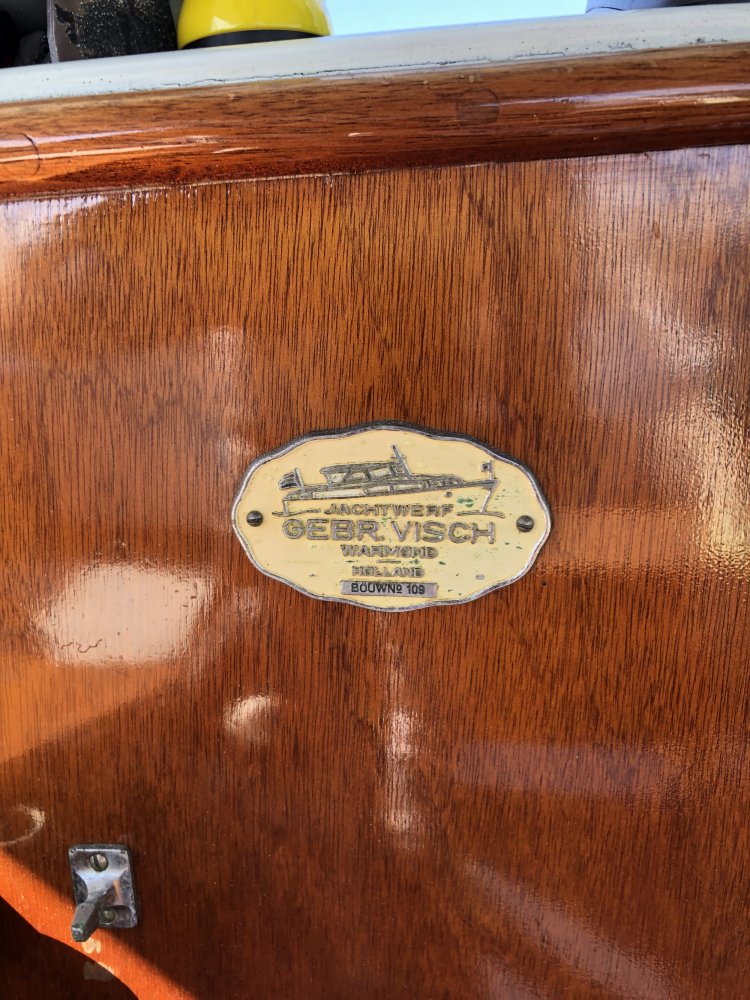 JACHTWERF
GEBR. VISCH
WARMOND
HOLLAND
BOUWNº 109